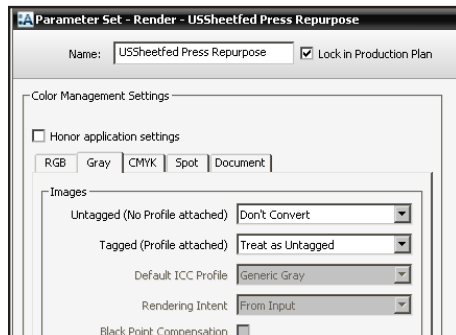 :A Parameter Set - Render - USSheetfed Press Repurpose
Name: USSheetfed Press Repurpose Lock in Production Plan
Color Management Settings
Honor application settings
RGB Gray CMYK Spot Document
Images
Untagged (No Profile attached) Don't Convert
Tagged (Profile attached) Treat as Untagged
Default ICC Profile Generic Gray
Rendering Intent From Input
Black Point Compensation